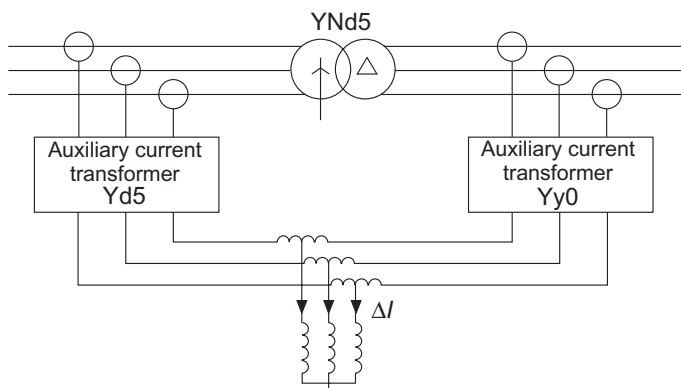 YNd5
Δ
Auxiliary current
transformer
Yd5
Auxiliary current
transformer
Yy0
ΔI